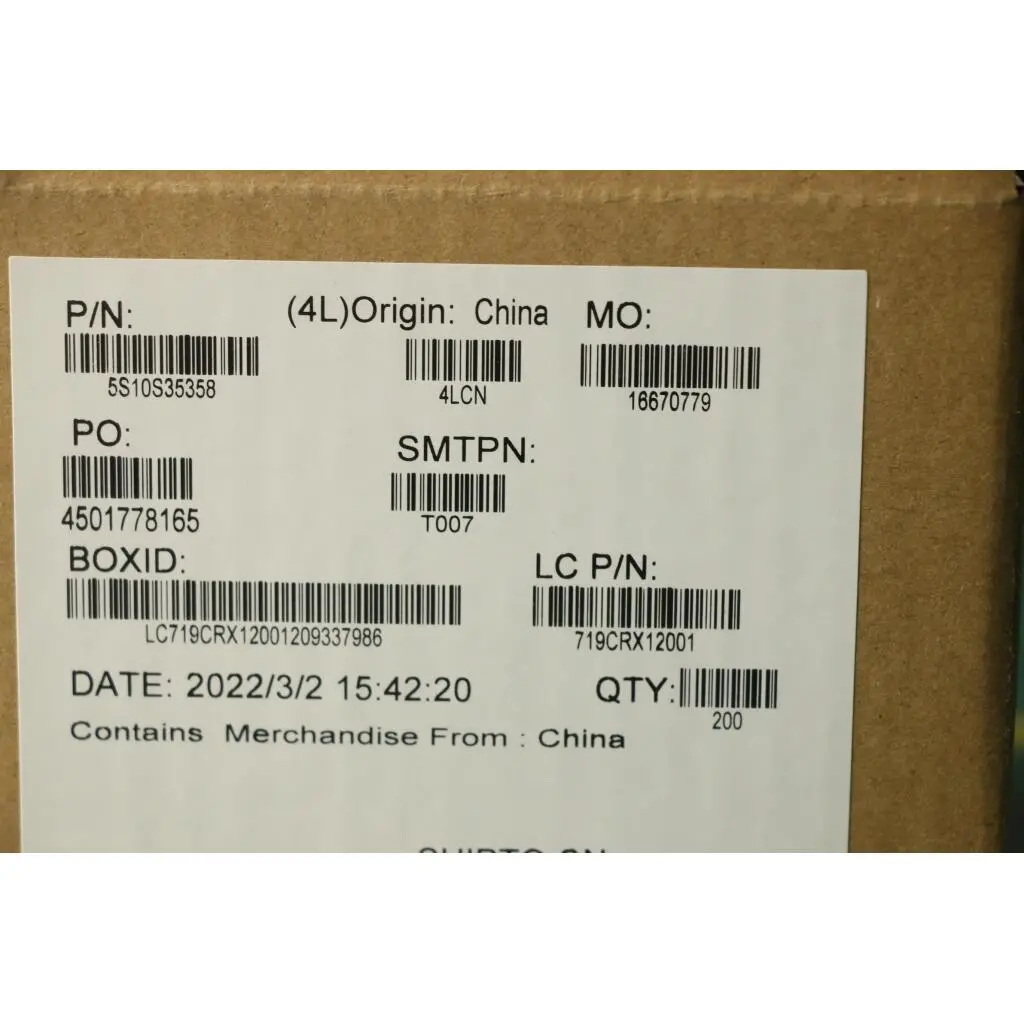 P/N: (4L)Origin: China MO:
5S10S35358 4LCN 16670779
PO: SMTPN:
4501778165 T007
BOXID: LC P/N:
LC719CRX12001209337986 719CRX12001
DATE: 2022/3/2 15:42:20 QTY:
200
Contains Merchandise From : China